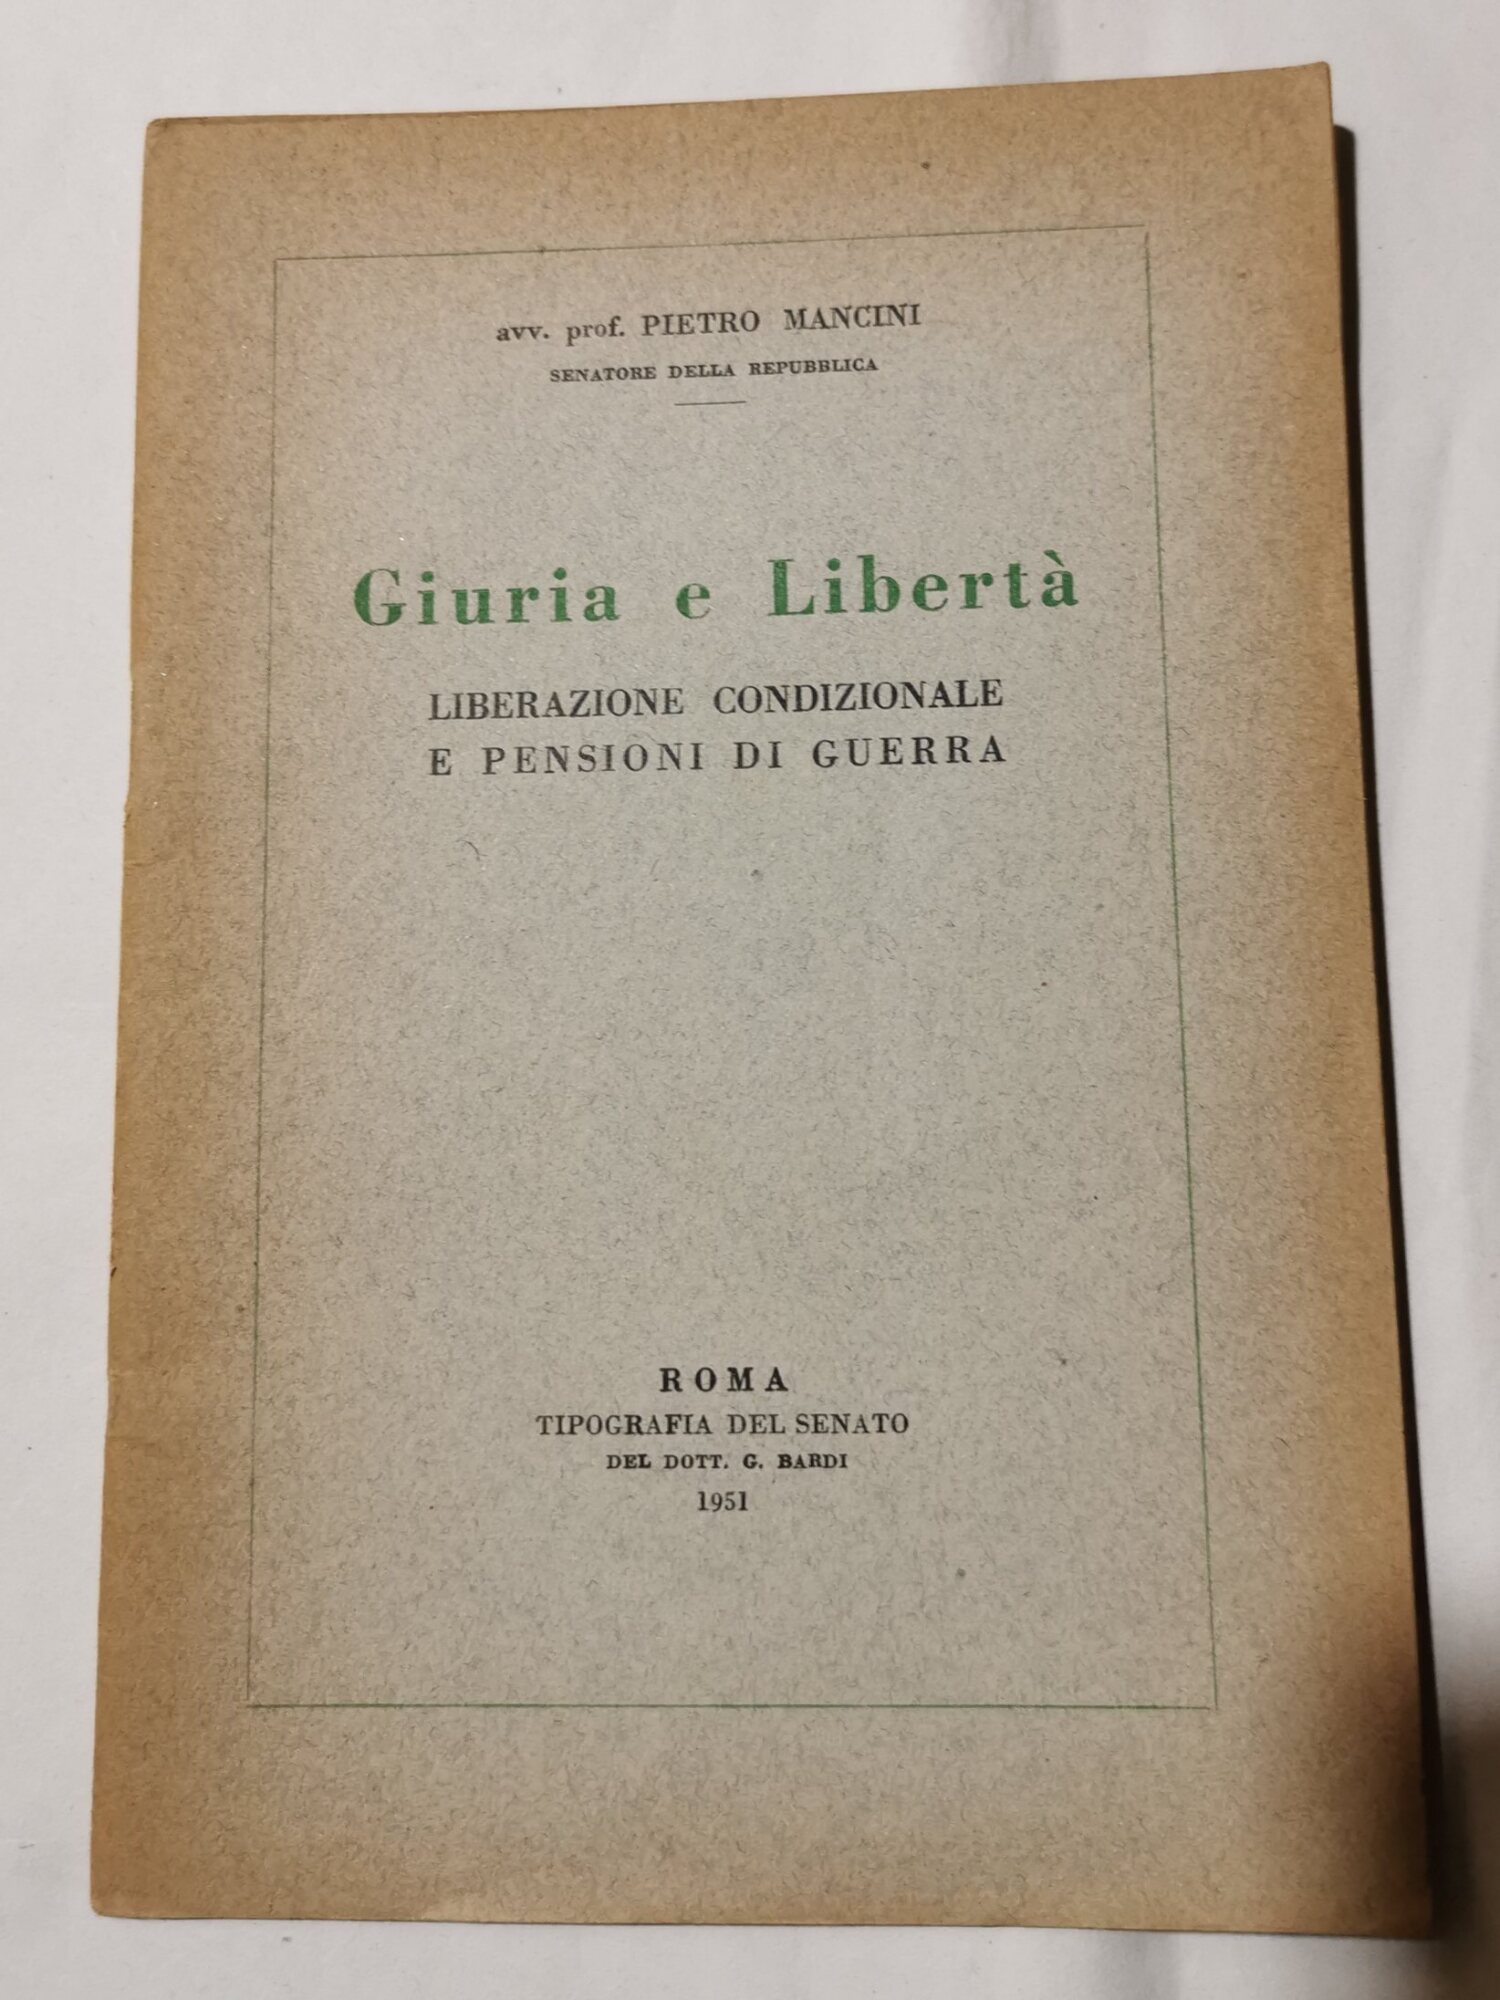 avv. prof. PIETRO MANCINI
SENATORE DELLA REPUBBLICA
Giuria e Libertà
LIBERAZIONE CONDIZIONALE
E PENSIONI DI GUERRA
ROMA
TIPOGRAFIA DEL SENATO
DEL DOTT. G. BARDI
1951